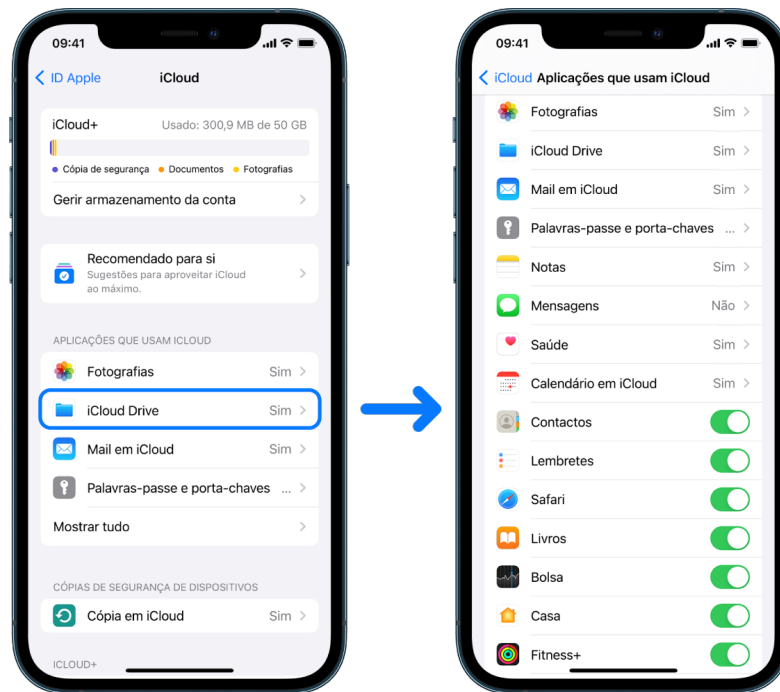 09:41
ID Apple
iCloud
iCloud+
Usado: 300,9 MB de 50 GB
Cópia de segurança
Documentos
Fotografias
Gerir armazenamento da conta
Recomendado para si
Sugestões para aproveitar iCloud
ao máximo.
APLICAÇÕES QUE USAM ICLOUD
Fotografias Sim
iCloud Drive Sim
Mail em iCloud Sim
Palavras-passe e porta-chaves ...
Mostrar tudo
CÓPIAS DE SEGURANÇA DE DISPOSITIVOS
Cópia em iCloud Sim
ICLOUD+
09:41
iCloud Aplicações que usam iCloud
Fotografias Sim
iCloud Drive Sim
Mail em iCloud Sim
Palavras-passe e porta-chaves ...
Notas Sim
Mensagens Não
Saúde Sim
Calendário em iCloud Sim
Contactos
Lembretes
Safari
Livros
Bolsa
Casa
Fitness+